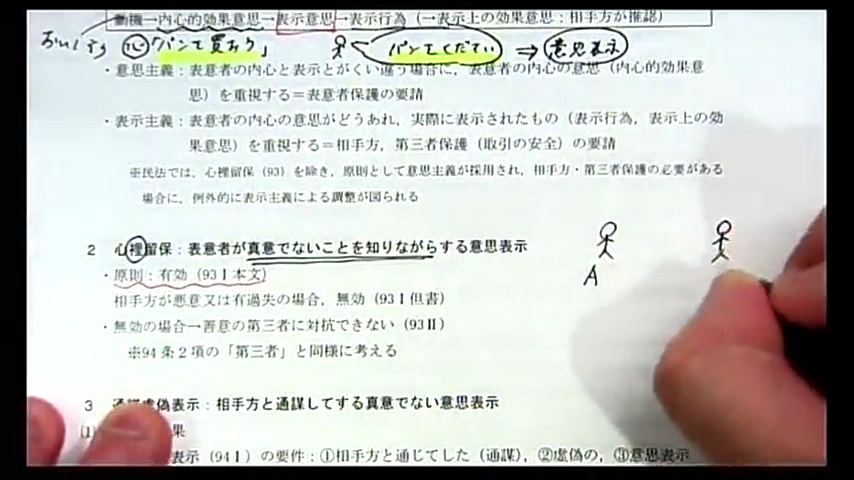 動機→内心的効果意思→表示意思→表示行為（→表示上の効果意思：相手方が推認）
心「パンを買おう」 パンをください ⇒ 意思表示
・意思主義：表意者の内心と表示とがくい違う場合に，表意者の内心の意思（内心的効果意
思）を重視する＝表意者保護の要請
・表示主義：表意者の内心の意思がどうあれ，実際に表示されたもの（表示行為，表示上の効
果意思）を重視する＝相手方，第三者保護（取引の安全）の要請
※民法では，心裡留保（93）を除き，原則として意思主義が採用され，相手方・第三者保護の必要がある
場合に，例外的に表示主義による調整が図られる
2 心裡留保：表意者が真意でないことを知りながらする意思表示
・原則：有効（93Ⅰ本文）
相手方が悪意又は有過失の場合，無効（93Ⅰ但書）
A
・無効の場合→善意の第三者に対抗できない（93Ⅱ）
※94条2項の「第三者」と同様に考える
3 通謀虚偽表示：相手方と通謀してする真意でない意思表示
(1) 果
表示（94Ⅰ）の要件：①相手方と通じてした（通謀），②虚偽の，③意思表示